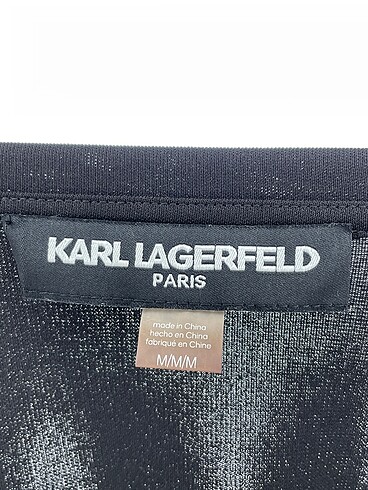 KARL LAGERFELD
PARIS
made in China
hecho en China
fabriqué en Chine
M/M/M